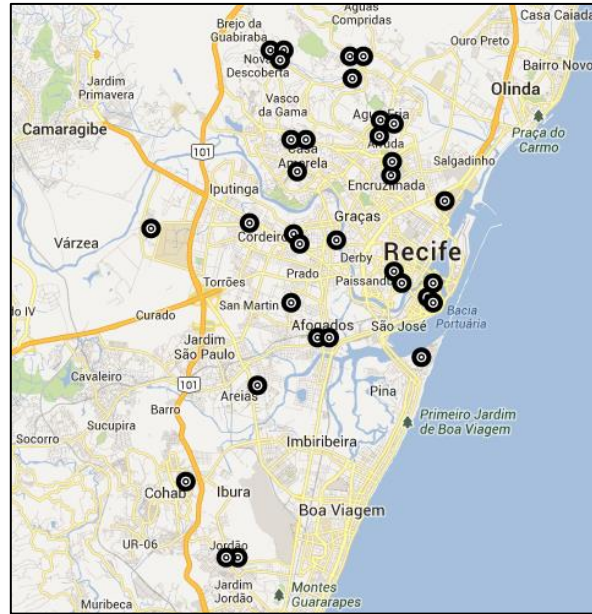 Brejo da
Guabiraba
Águas
Compridas
Casa Caiada
Ouro Preto
Nova
Descoberta
Bairro Novo
Jardim
Primavera
Olinda
Vasco
da Gama
Água Fria
Camaragibe
Praça do
Carmo
Arruda
101
Casa
Amarela
Salgadinho
Iputinga
Encruzilhada
Graças
Várzea
Cordeiro
Recife
Derby
Prado
Torrões
Paissandu
San Martin
do IV
Curado
Bacia
Portuária
Afogados
São José
Jardim
São Paulo
Cavaleiro
101
Areias
Pina
Barro
Primeiro Jardim
de Boa Viagem
Sucupira
Socorro
Imbiribeira
Cohab
Ibura
Boa Viagem
UR-06
Jordão
Jardim
Jordão
Montes
Guararapes
Muribeca